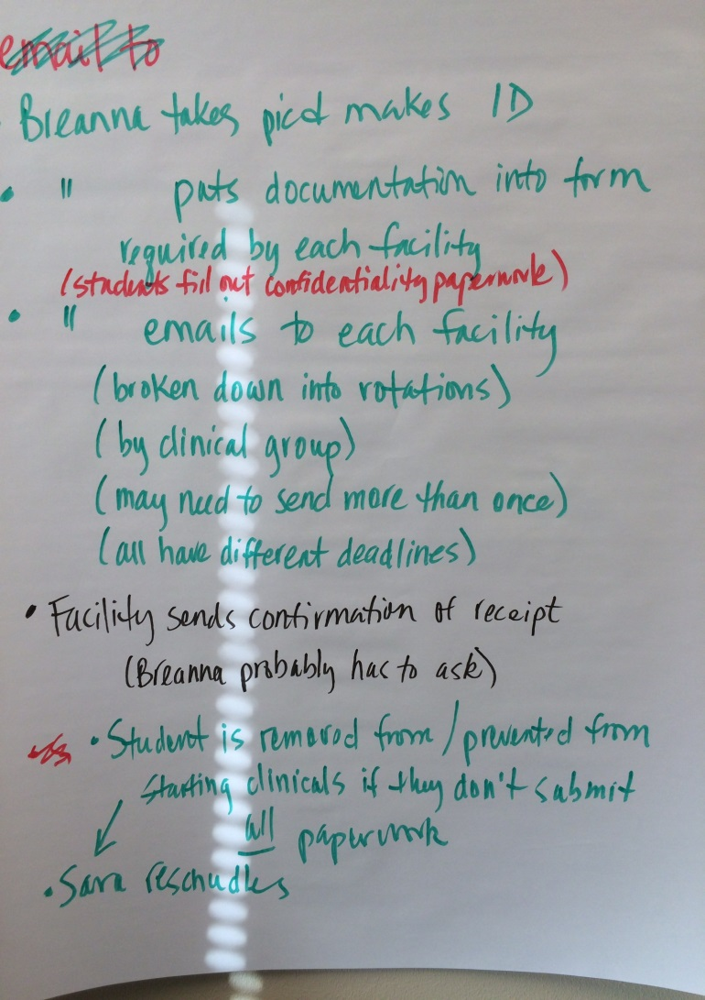 email to
• Breanna takes picd makes ID
• " puts documentation into form
required by each facility
(students fill out confidentiality paperwork)
• " emails to each facility
(broken down into rotations)
(by clinical group)
(may need to send more than once)
(all have different deadlines)
• Facility sends confirmation of receipt
(Breanna probably has to ask)
• Student is removed from/prevented from
starting clinicals if they don't submit
all paperwork
• Sara reschudles